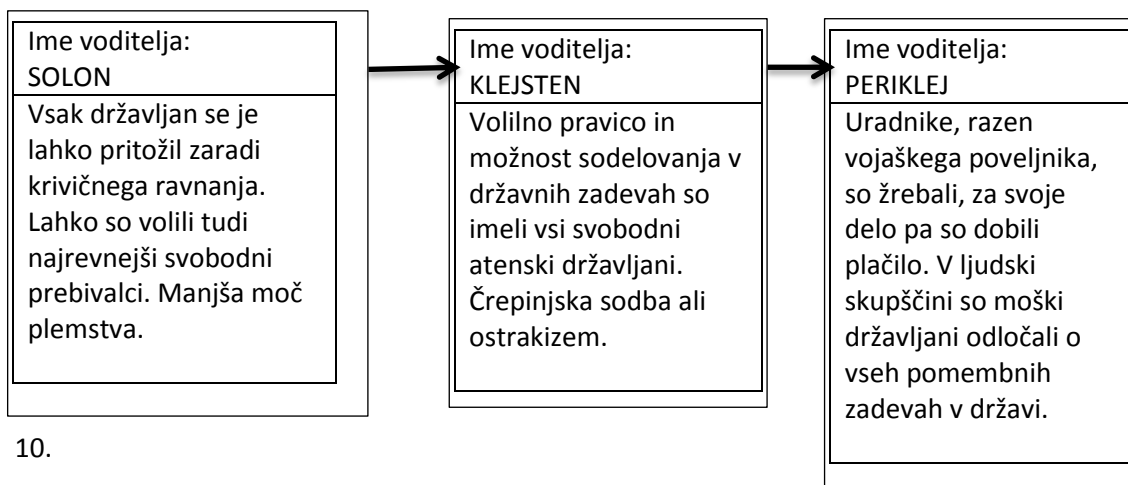 Ime voditelja:
SOLON
Vsak državljan se je
lahko pritožil zaradi
krivičnega ravnanja.
Lahko so volili tudi
najrevnejši svobodni
prebivalci. Manjša moč
plemstva.
Ime voditelja:
KLEJSTEN
Volilno pravico in
možnost sodelovanja v
državnih zadevah so
imeli vsi svobodni
atenski državljani.
Črepinjska sodba ali
ostrakizem.
Ime voditelja:
PERIKLEJ
Uradnike, razen
vojaškega poveljnika,
so žrebali, za svoje
delo pa so dobili
plačilo. V ljudski
skupščini so moški
državljani odločali o
vseh pomembnih
zadevah v državi.
10.